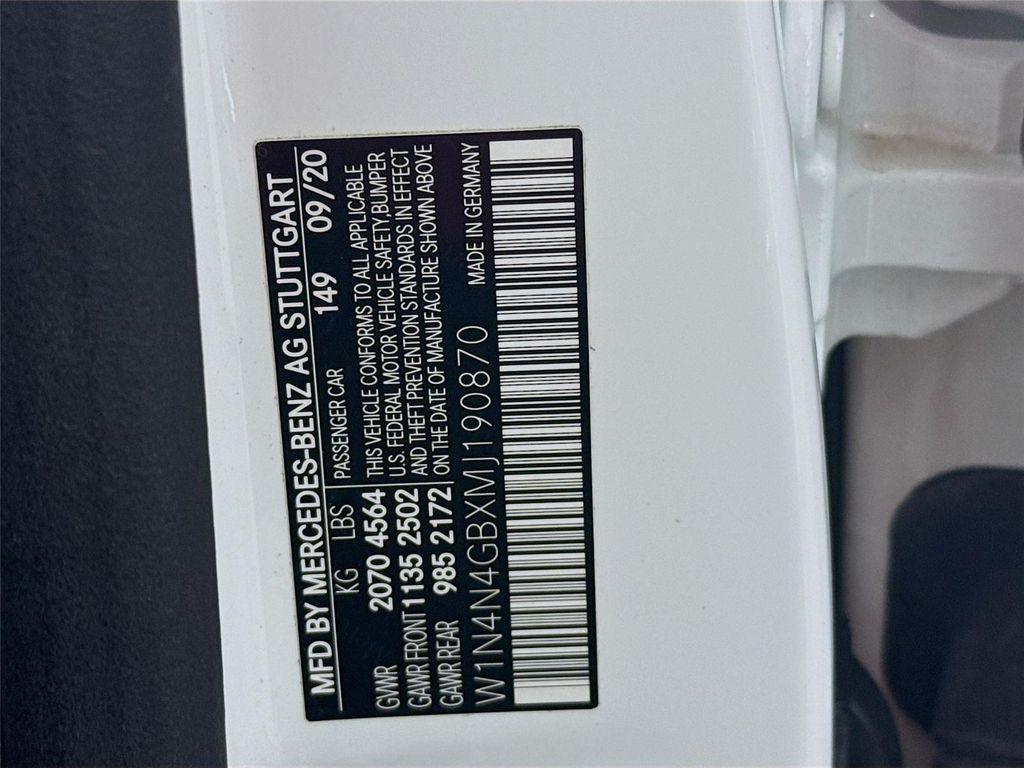 MFD BY MERCEDES-BENZ AG STUTTGART
KG LBS PASSENGER CAR 149 09/20
GVWR 2070 4564 THIS VEHICLE CONFORMS TO ALL APPLICABLE
GAWR FRONT 1135 2502 U.S. FEDERAL MOTOR VEHICLE SAFETY,BUMPER
GAWR REAR 985 2172 AND THEFT PREVENTION STANDARDS IN EFFECT
ON THE DATE OF MANUFACTURE SHOWN ABOVE
W1N4N4GBXMJ190870 MADE IN GERMANY